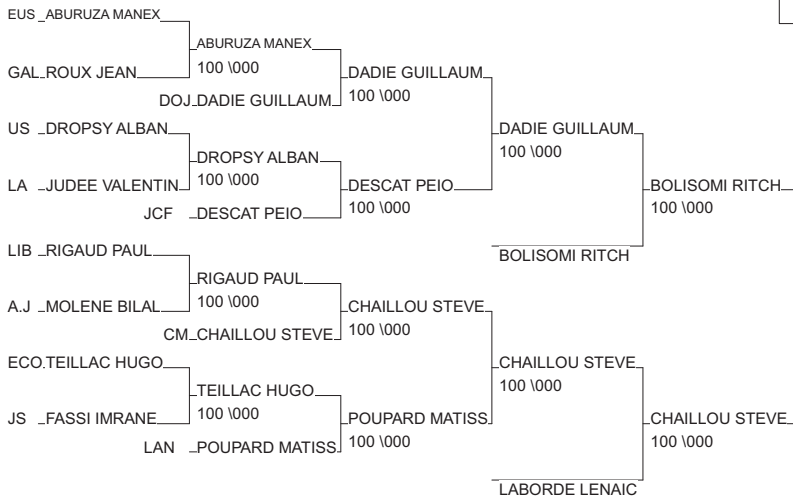 EUS ABURUZA MANEX
ABURUZA MANEX
100 \000
GAL ROUX JEAN
DADIE GUILLAUM
100 \000
DOJ DADIE GUILLAUM
US DROPSY ALBAN
DADIE GUILLAUM
100 \000
DROPSY ALBAN
100 \000
LA JUDEE VALENTIN
DESCAT PEIO
100 \000
BOLISOMI RITCH
100 \000
JCF DESCAT PEIO
LIB RIGAUD PAUL
BOLISOMI RITCH
RIGAUD PAUL
100 \000
A.J MOLENE BILAL
CHAILLOU STEVE
100 \000
CM CHAILLOU STEVE
ECO TEILLAC HUGO
CHAILLOU STEVE
100 \000
TEILLAC HUGO
100 \000
JS FASSI IMRANE
POUPARD MATISS
100 \000
CHAILLOU STEVE
100 \000
LAN POUPARD MATISS
LABORDE LENAIC